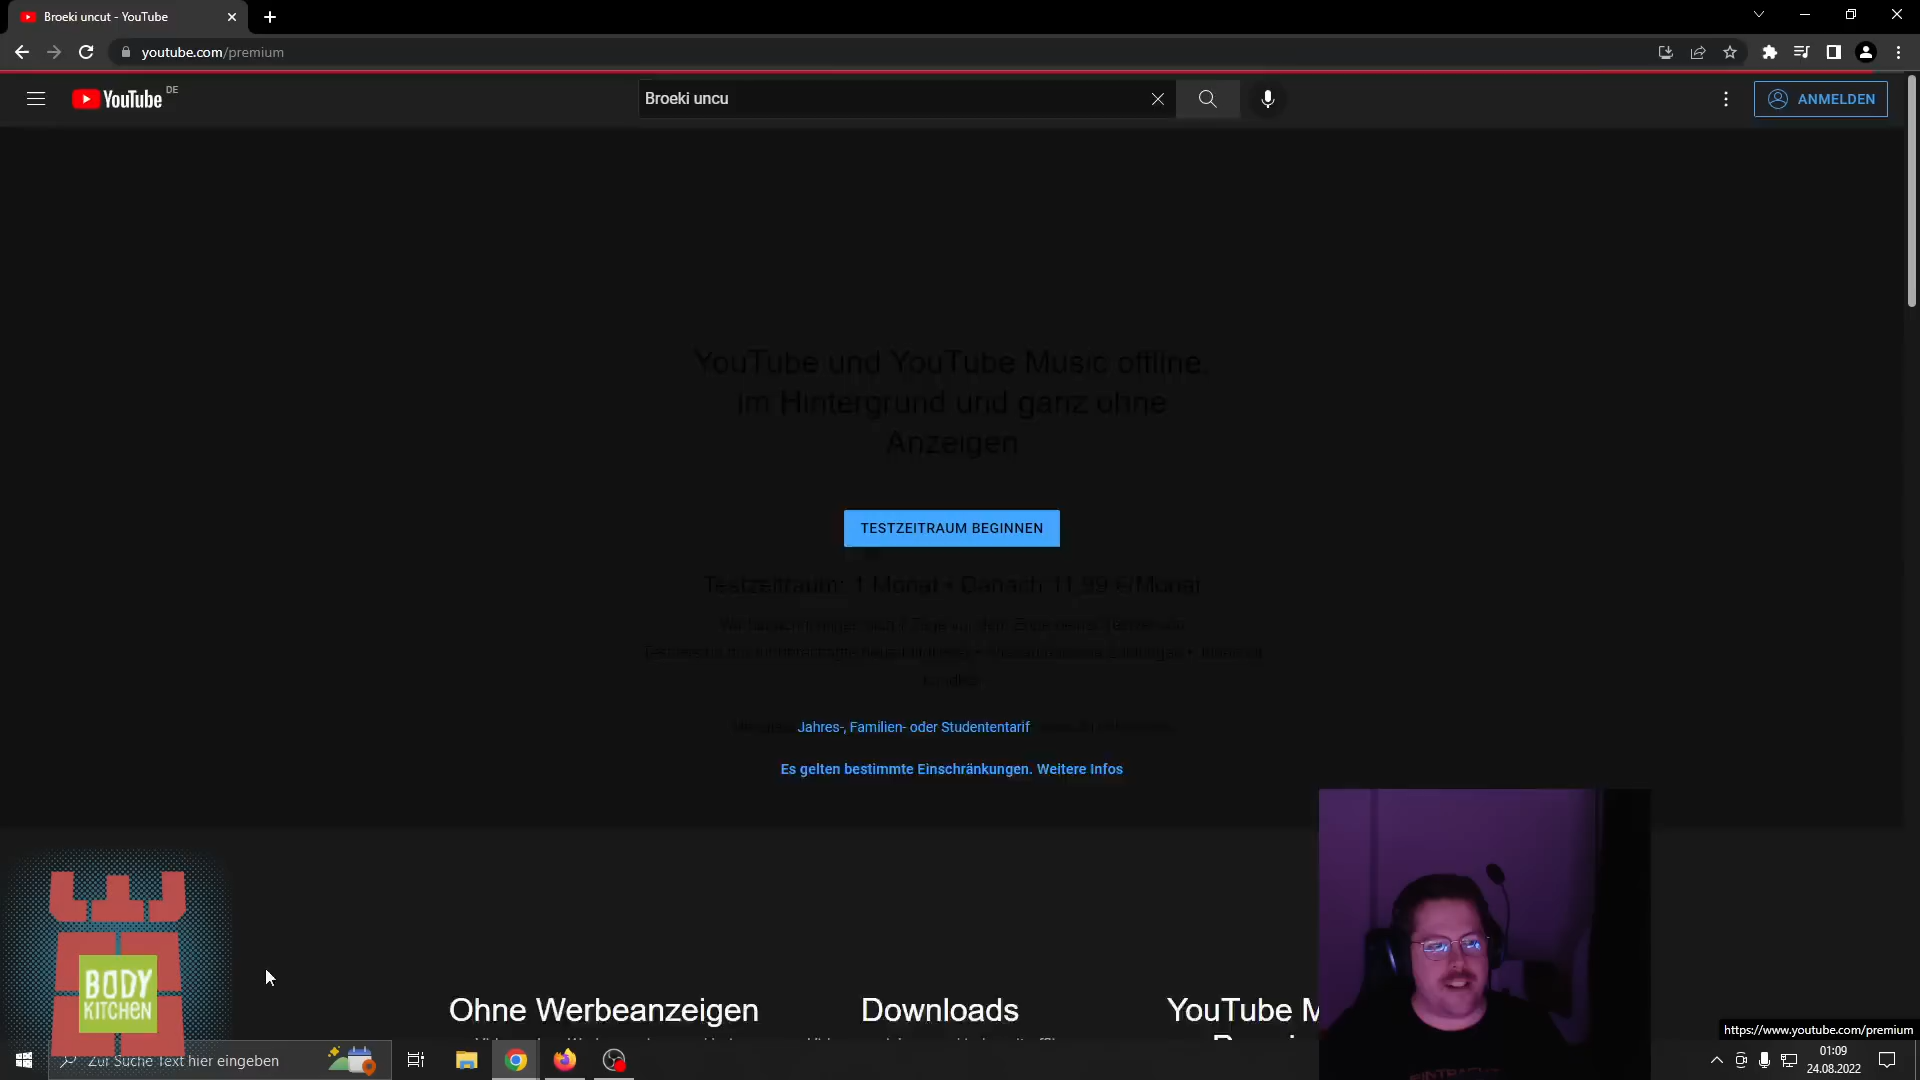 Broeki uncut - YouTube
youtube.com/premium
YouTube DE
Broeki uncu
ANMELDEN
YouTube und YouTube Music offline,
im Hintergrund und ganz ohne
Anzeigen
TESTZEITRAUM BEGINNEN
Testzeitraum: 1 Monat • Danach 11,99 €/Monat
Jahres-, Familien- oder Studententarif
Es gelten bestimmte Einschränkungen. Weitere Infos
Ohne Werbeanzeigen
Downloads
YouTube M
BODY
KITCHEN
https://www.youtube.com/premium
Zur Suche Text hier eingeben
01:09
24.08.2022